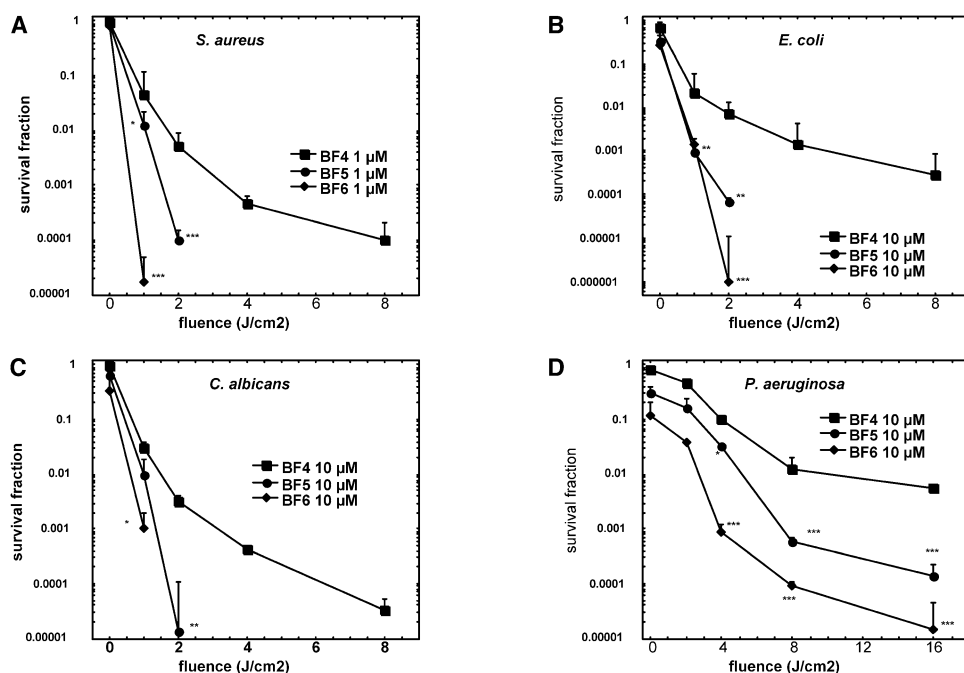 A
S. aureus
1
0.1
0.01
0.001
0.0001
0.00001
survival fraction
*
***
***
BF4 1 µM
BF5 1 µM
BF6 1 µM
0 2 4 6 8
fluence (J/cm2)
B
E. coli
1
0.1
0.01
0.001
0.0001
0.00001
0.000001
survival fraction
**
**
***
BF4 10 µM
BF5 10 µM
BF6 10 µM
0 2 4 6 8
fluence (J/cm2)
C
C. albicans
1
0.1
0.01
0.001
0.0001
0.00001
survival fraction
*
**
BF4 10 µM
BF5 10 µM
BF6 10 µM
0 2 4 6 8
fluence (J/cm2)
D
P. aeruginosa
1
0.1
0.01
0.001
0.0001
0.00001
survival fraction
BF4 10 µM
BF5 10 µM
BF6 10 µM
*
***
***
***
***
***
0 4 8 12 16
fluence (J/cm2)